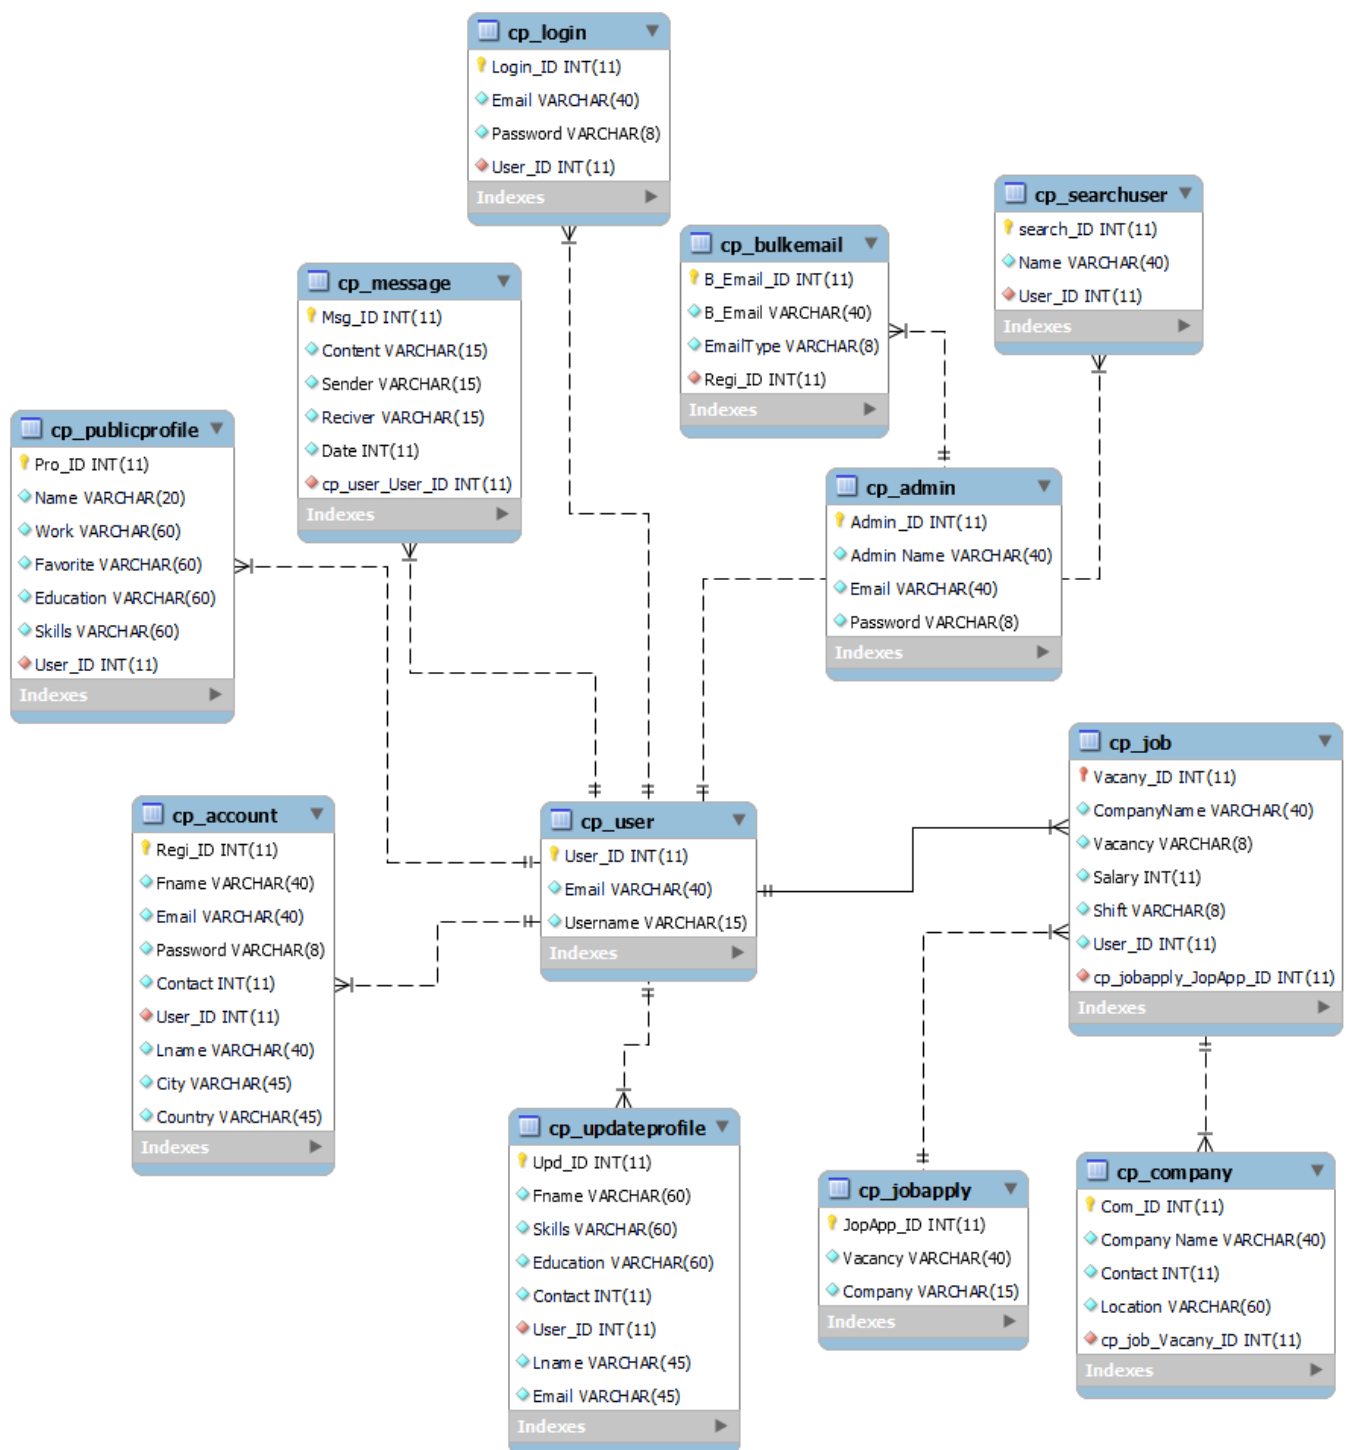 cp_login
Login_ID INT(11)
Email VARCHAR(40)
Password VARCHAR(8)
User_ID INT(11)
Indexes
cp_searchuser
search_ID INT(11)
Name VARCHAR(40)
User_ID INT(11)
Indexes
cp_bulkemail
B_Email_ID INT(11)
B_Email VARCHAR(40)
EmailType VARCHAR(8)
Regi_ID INT(11)
Indexes
cp_message
Msg_ID INT(11)
Content VARCHAR(15)
Sender VARCHAR(15)
Reciver VARCHAR(15)
Date INT(11)
cp_user_User_ID INT(11)
Indexes
cp_publicprofile
Pro_ID INT(11)
Name VARCHAR(20)
Work VARCHAR(60)
Favorite VARCHAR(60)
Education VARCHAR(60)
Skills VARCHAR(60)
User_ID INT(11)
Indexes
cp_admin
Admin_ID INT(11)
Admin Name VARCHAR(40)
Email VARCHAR(40)
Password VARCHAR(8)
Indexes
cp_job
Vacany_ID INT(11)
CompanyName VARCHAR(40)
Vacancy VARCHAR(8)
Salary INT(11)
Shift VARCHAR(8)
User_ID INT(11)
cp_jobapply_JopApp_ID INT(11)
Indexes
cp_account
Regi_ID INT(11)
Fname VARCHAR(40)
Email VARCHAR(40)
Password VARCHAR(8)
Contact INT(11)
User_ID INT(11)
Lname VARCHAR(40)
City VARCHAR(45)
Country VARCHAR(45)
Indexes
cp_user
User_ID INT(11)
Email VARCHAR(40)
Username VARCHAR(15)
Indexes
cp_updateprofile
Upd_ID INT(11)
Fname VARCHAR(60)
Skills VARCHAR(60)
Education VARCHAR(60)
Contact INT(11)
User_ID INT(11)
Lname VARCHAR(45)
Email VARCHAR(45)
Indexes
cp_jobapply
JopApp_ID INT(11)
Vacancy VARCHAR(40)
Company VARCHAR(15)
Indexes
cp_company
Com_ID INT(11)
Company Name VARCHAR(40)
Contact INT(11)
Location VARCHAR(60)
cp_job_Vacany_ID INT(11)
Indexes